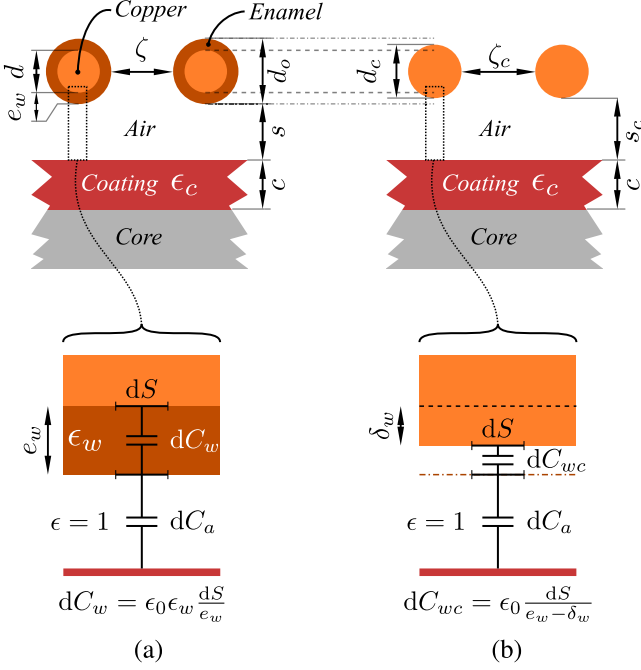 Copper
Enamel
ζ
d
e_w
d_o
s
Air
Coating ϵ_c
c
Core
ζ_c
d_c
s_c
Air
Coating ϵ_c
c
Core
dS
e_w
ϵ_w
dC_w
ϵ = 1
dC_a
dC_w = ϵ_0 ϵ_w dS/e_w
(a)
δ_w
dS
dC_wc
ϵ = 1
dC_a
dC_wc = ϵ_0 dS/(e_w−δ_w)
(b)